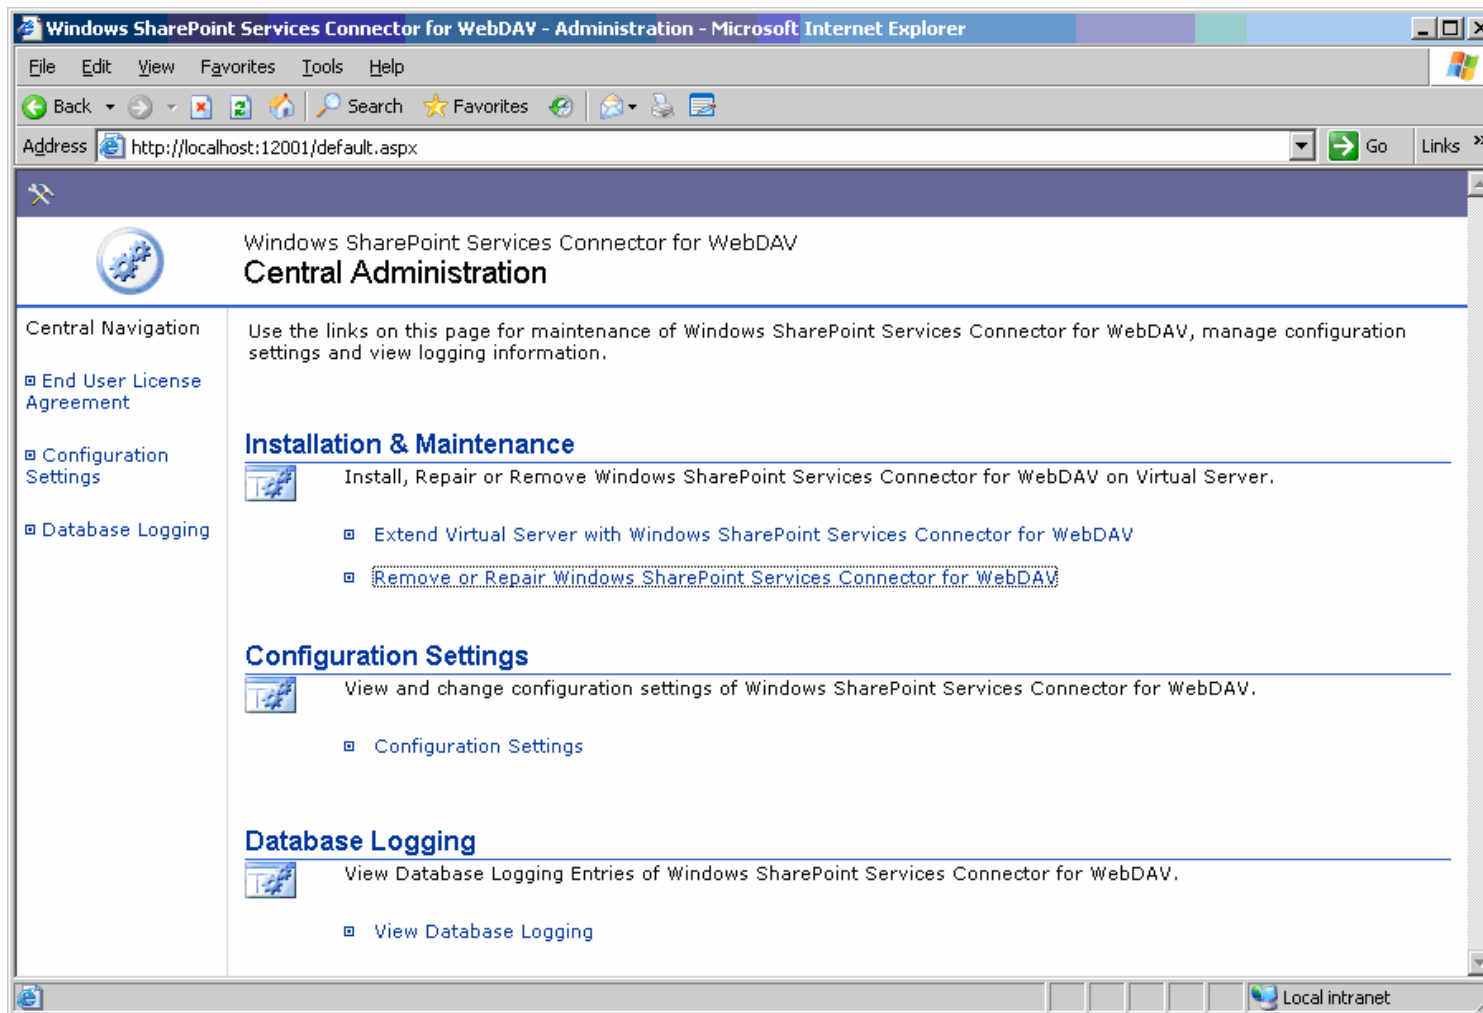 Windows SharePoint Services Connector for WebDAV - Administration - Microsoft Internet Explorer
File Edit View Favorites Tools Help
Back Search Favorites
Address http://localhost:12001/default.aspx Go Links »
Windows SharePoint Services Connector for WebDAV
Central Administration
Central Navigation
End User License
Agreement
Configuration
Settings
Database Logging
Use the links on this page for maintenance of Windows SharePoint Services Connector for WebDAV, manage configuration
settings and view logging information.
Installation & Maintenance
Install, Repair or Remove Windows SharePoint Services Connector for WebDAV on Virtual Server.
Extend Virtual Server with Windows SharePoint Services Connector for WebDAV
Remove or Repair Windows SharePoint Services Connector for WebDAV
Configuration Settings
View and change configuration settings of Windows SharePoint Services Connector for WebDAV.
Configuration Settings
Database Logging
View Database Logging Entries of Windows SharePoint Services Connector for WebDAV.
View Database Logging
Local intranet